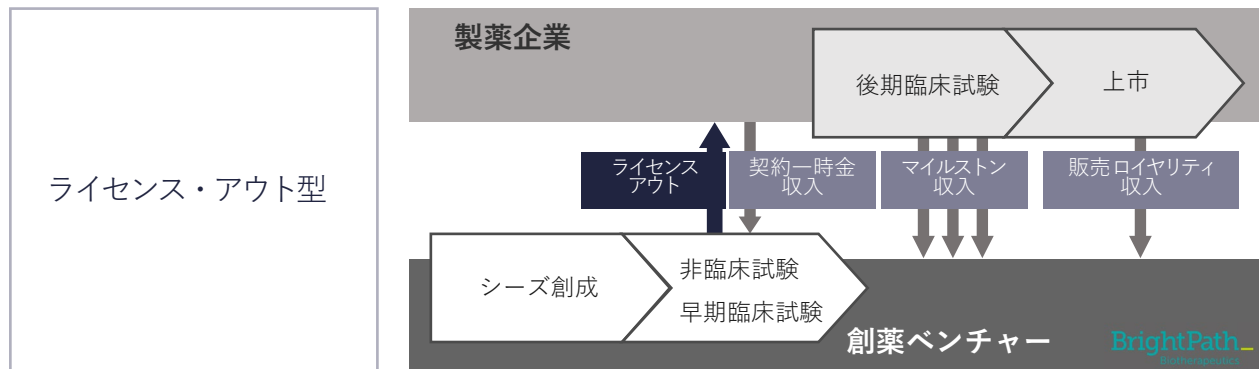 ライセンス・アウト型
製薬企業
後期臨床試験
上市
ライセンス
アウト
契約一時金
収入
マイルストン
収入
販売ロイヤリティ
収入
シーズ創成
非臨床試験
早期臨床試験
創薬ベンチャー
BrightPath
Biotherapeutics